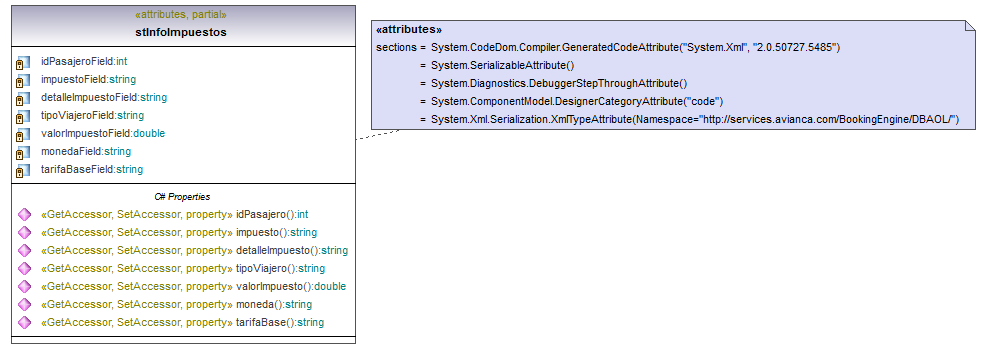 «attributes, partial»
stInfoImpuestos
idPasajeroField:int
impuestoField:string
detalleImpuestoField:string
tipoViajeroField:string
valorImpuestoField:double
monedaField:string
tarifaBaseField:string
C# Properties
«GetAccessor, SetAccessor, property» idPasajero():int
«GetAccessor, SetAccessor, property» impuesto():string
«GetAccessor, SetAccessor, property» detalleImpuesto():string
«GetAccessor, SetAccessor, property» tipoViajero():string
«GetAccessor, SetAccessor, property» valorImpuesto():double
«GetAccessor, SetAccessor, property» moneda():string
«GetAccessor, SetAccessor, property» tarifaBase():string
«attributes»
sections = System.CodeDom.Compiler.GeneratedCodeAttribute("System.Xml", "2.0.50727.5485")
= System.SerializableAttribute()
= System.Diagnostics.DebuggerStepThroughAttribute()
= System.ComponentModel.DesignerCategoryAttribute("code")
= System.Xml.Serialization.XmlTypeAttribute(Namespace="http://services.avianca.com/BookingEngine/DBAOL/")